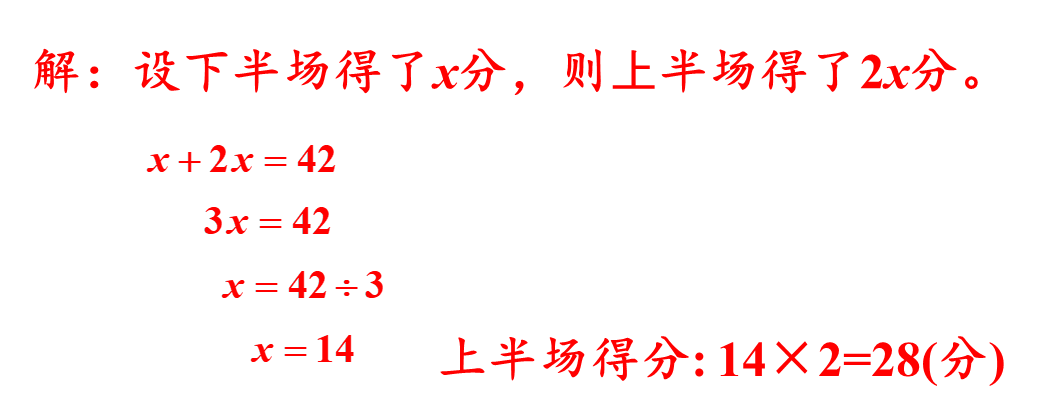 解：设下半场得了x分，则上半场得了2x分。
x + 2x = 42
3x = 42
x = 42 ÷ 3
x = 14
上半场得分: 14×2=28(分)